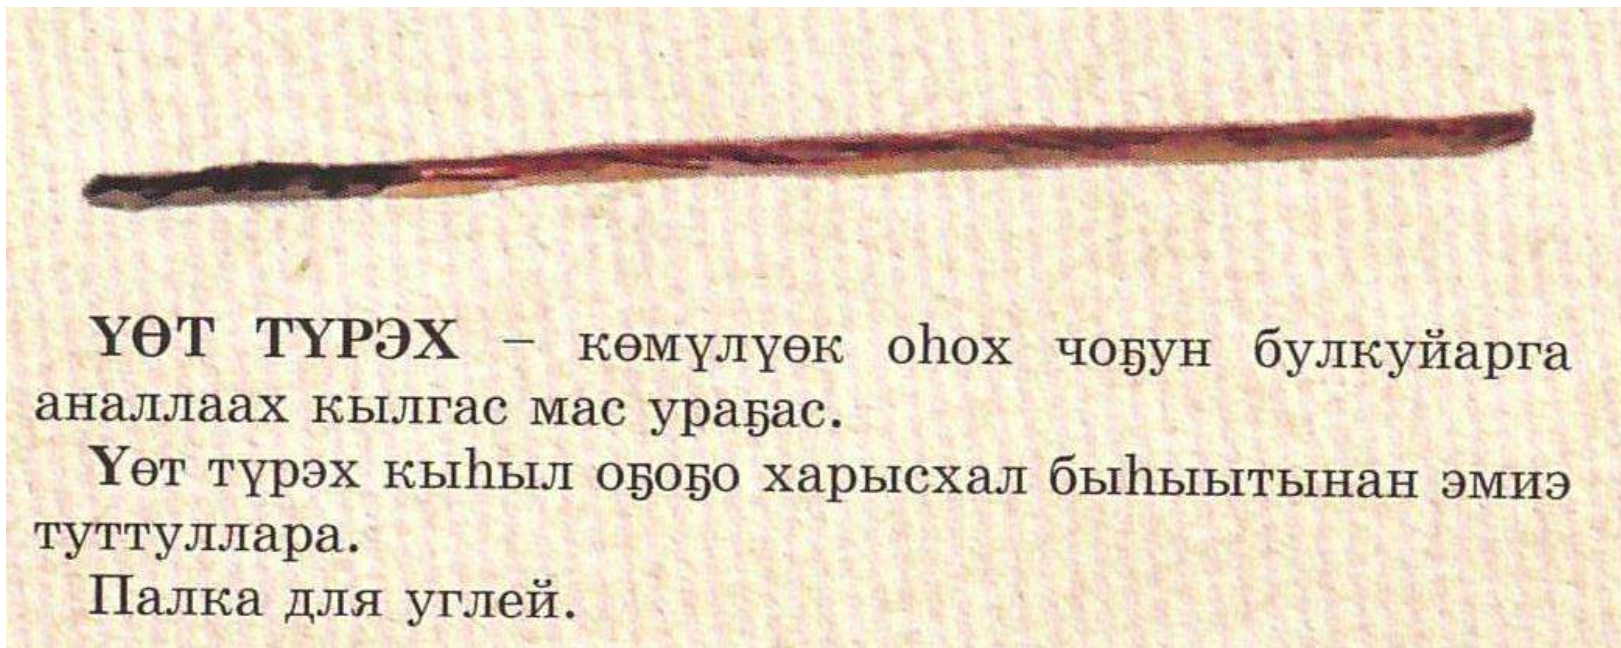 ҮӨТ ТҮРЭХ – көмүлүөк оһох чоҕун булкуйарга
аналлаах кылгас мас ураҕас.
Үөт түрэх кыһыл оҕоҕо харысхал быһыытынан эмиэ
туттуллара.
Палка для углей.